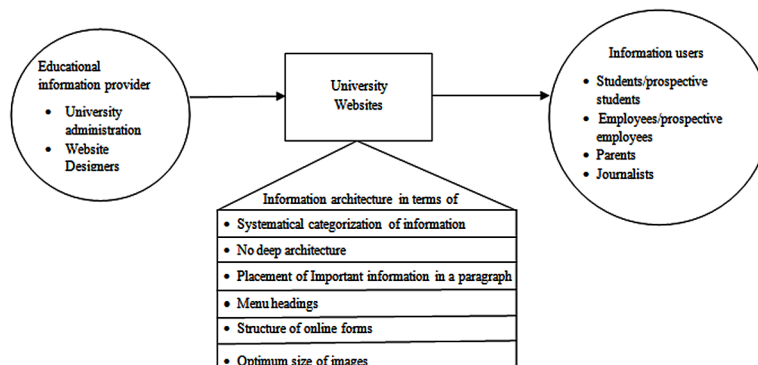 Educational
information provider
• University
administration
• Website
Designers
University
Websites
Information users
• Students/prospective
students
• Employees/prospective
employees
• Parents
• Journalists
Information architecture in terms of
• Systematical categorization of information
• No deep architecture
• Placement of Important information in a paragraph
• Menu headings
• Structure of online forms
• Optimum size of images